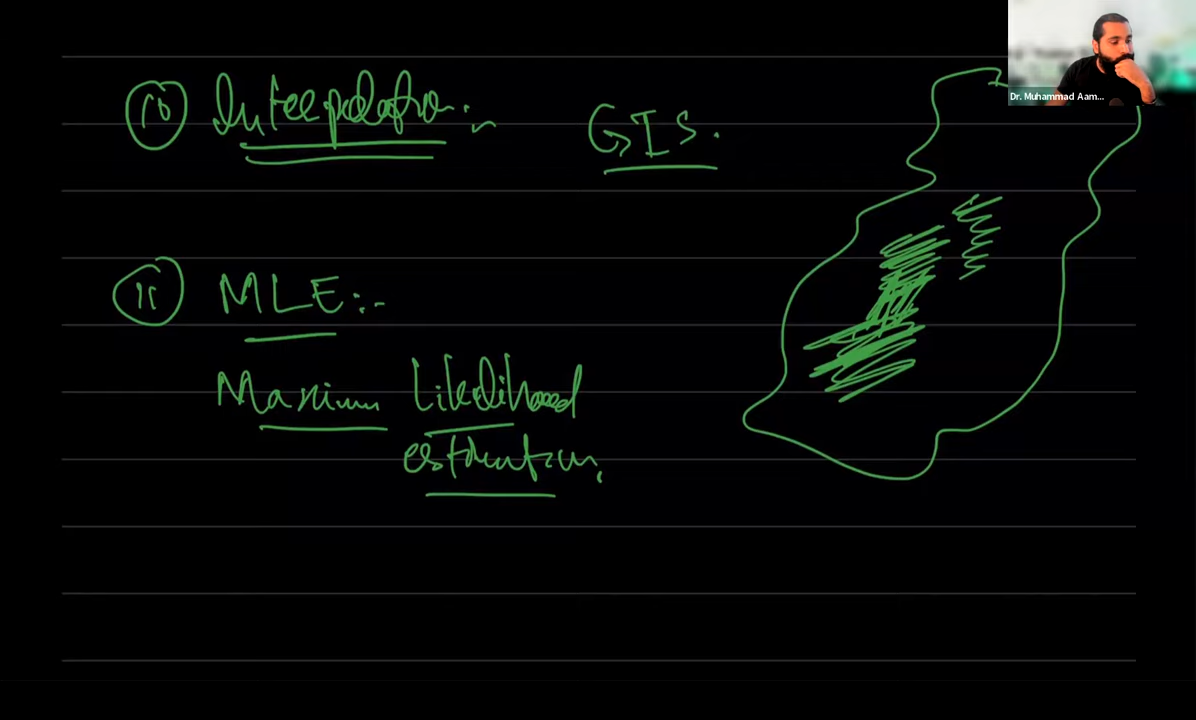 10 Interpolation:~ GIS.
11 MLE:-
Maximum Likelihood
estimation.
Dr. Muhammad Aam...